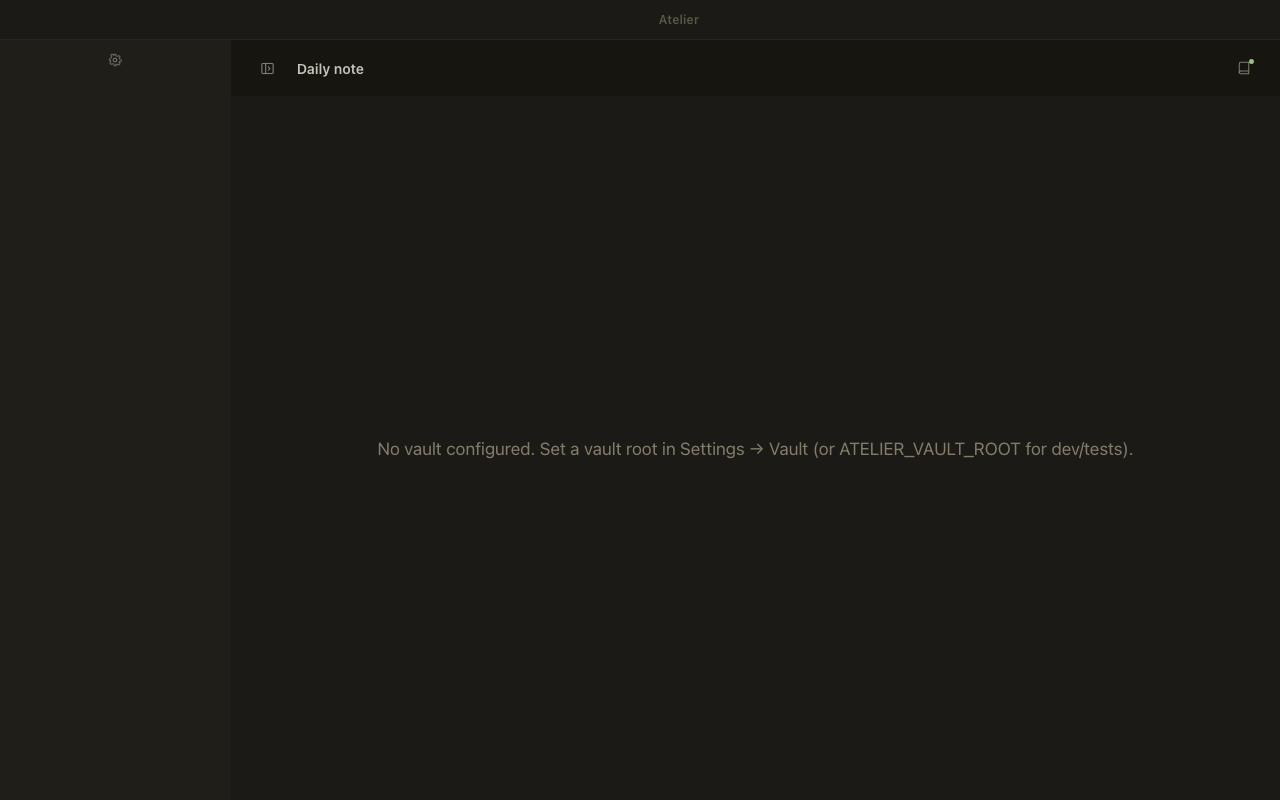 Atelier
Daily note
No vault configured. Set a vault root in Settings → Vault (or ATELIER_VAULT_ROOT for dev/tests).